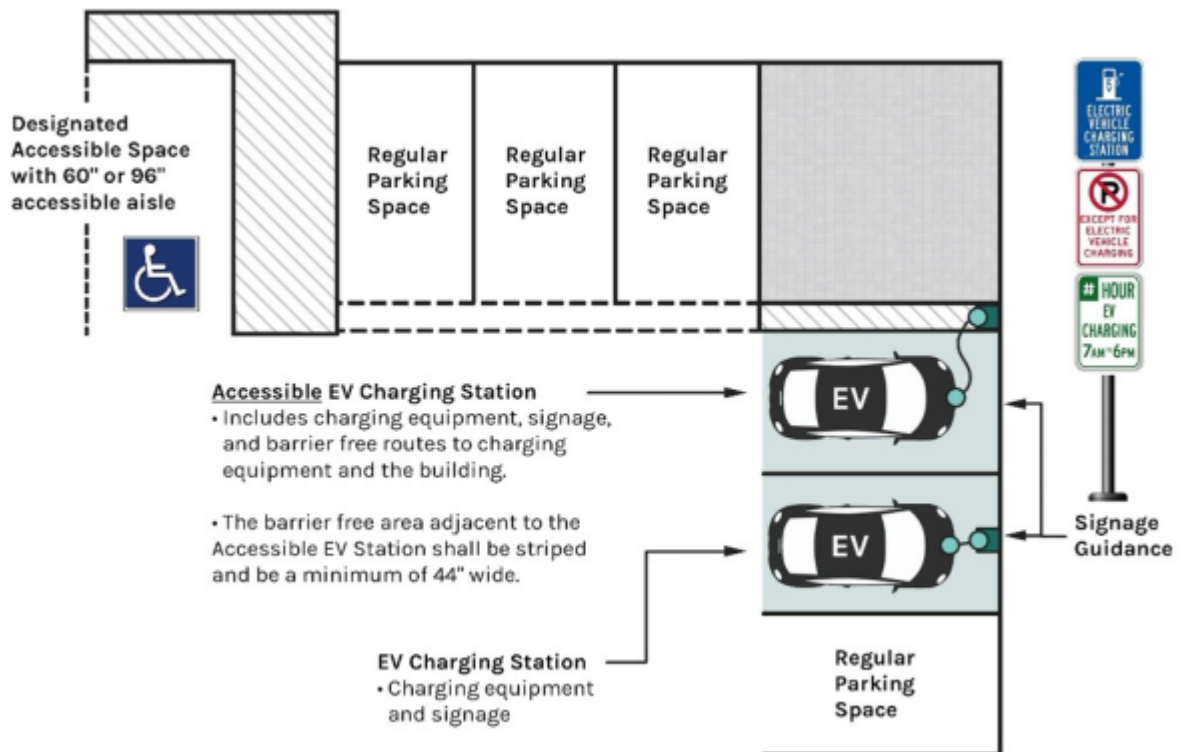 Designated
Accessible Space
with 60" or 96"
accessible aisle
Regular
Parking
Space
Regular
Parking
Space
Regular
Parking
Space
ELECTRIC
VEHICLE
CHARGING
STATION
P
EXCEPT FOR
ELECTRIC
VEHICLE
CHARGING
# HOUR
EV
CHARGING
7AM TO 6PM
Accessible EV Charging Station
• Includes charging equipment, signage,
and barrier free routes to charging
equipment and the building.
• The barrier free area adjacent to the
Accessible EV Station shall be striped
and be a minimum of 44" wide.
EV
EV
Signage
Guidance
EV Charging Station
• Charging equipment
and signage
Regular
Parking
Space